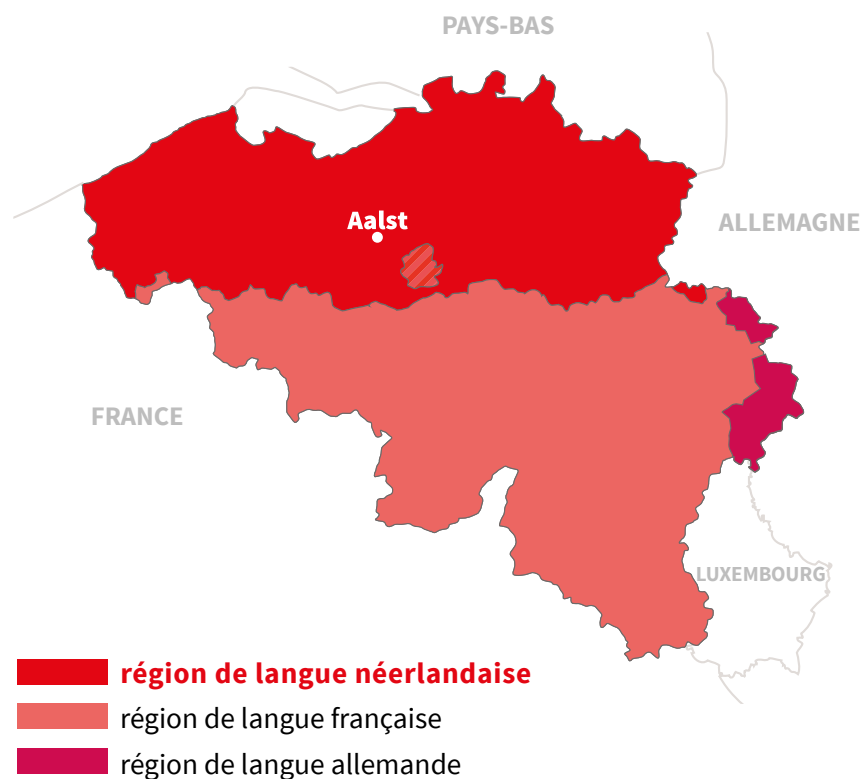 PAYS-BAS
Aalst
ALLEMAGNE
FRANCE
LUXEMBOURG
région de langue néerlandaise
région de langue française
région de langue allemande